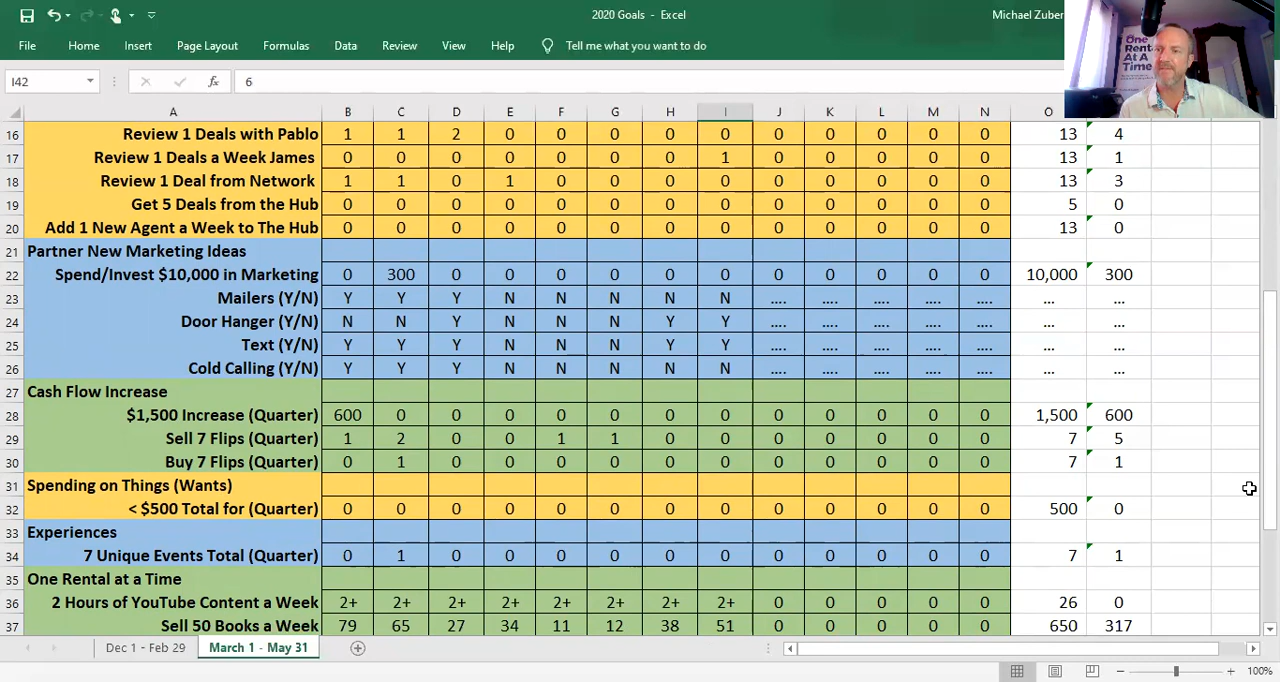 2020 Goals - Excel
Michael Zuber
One
Rental
At A
Time
File Home Insert Page Layout Formulas Data Review View Help Tell me what you want to do
I42 fx 6
A B C D E F G H I J K L M N O P
16 Review 1 Deals with Pablo 1 1 2 0 0 0 0 0 0 0 0 0 0 13 4
17 Review 1 Deals a Week James 0 0 0 0 0 0 0 1 0 0 0 0 0 13 1
18 Review 1 Deal from Network 1 1 0 1 0 0 0 0 0 0 0 0 0 13 3
19 Get 5 Deals from the Hub 0 0 0 0 0 0 0 0 0 0 0 0 0 5 0
20 Add 1 New Agent a Week to The Hub 0 0 0 0 0 0 0 0 0 0 0 0 0 13 0
21 Partner New Marketing Ideas
22 Spend/Invest $10,000 in Marketing 0 300 0 0 0 0 0 0 0 0 0 0 0 10,000 300
23 Mailers (Y/N) Y Y Y N N N N N .... .... .... .... .... ... ...
24 Door Hanger (Y/N) N N Y N N N Y Y .... .... .... .... .... ... ...
25 Text (Y/N) Y Y Y N N N Y Y .... .... .... .... .... ... ...
26 Cold Calling (Y/N) Y Y Y N N N N N .... .... .... .... .... ... ...
27 Cash Flow Increase
28 $1,500 Increase (Quarter) 600 0 0 0 0 0 0 0 0 0 0 0 0 1,500 600
29 Sell 7 Flips (Quarter) 1 2 0 0 1 1 0 0 0 0 0 0 0 7 5
30 Buy 7 Flips (Quarter) 0 1 0 0 0 0 0 0 0 0 0 0 0 7 1
31 Spending on Things (Wants)
32 < $500 Total for (Quarter) 0 0 0 0 0 0 0 0 0 0 0 0 0 500 0
33 Experiences
34 7 Unique Events Total (Quarter) 0 1 0 0 0 0 0 0 0 0 0 0 0 7 1
35 One Rental at a Time
36 2 Hours of YouTube Content a Week 2+ 2+ 2+ 2+ 2+ 2+ 2+ 2+ 0 0 0 0 0 26 0
37 Sell 50 Books a Week 79 65 27 34 11 12 38 51 0 0 0 0 0 650 317
Dec 1 - Feb 29 March 1 - May 31
100%